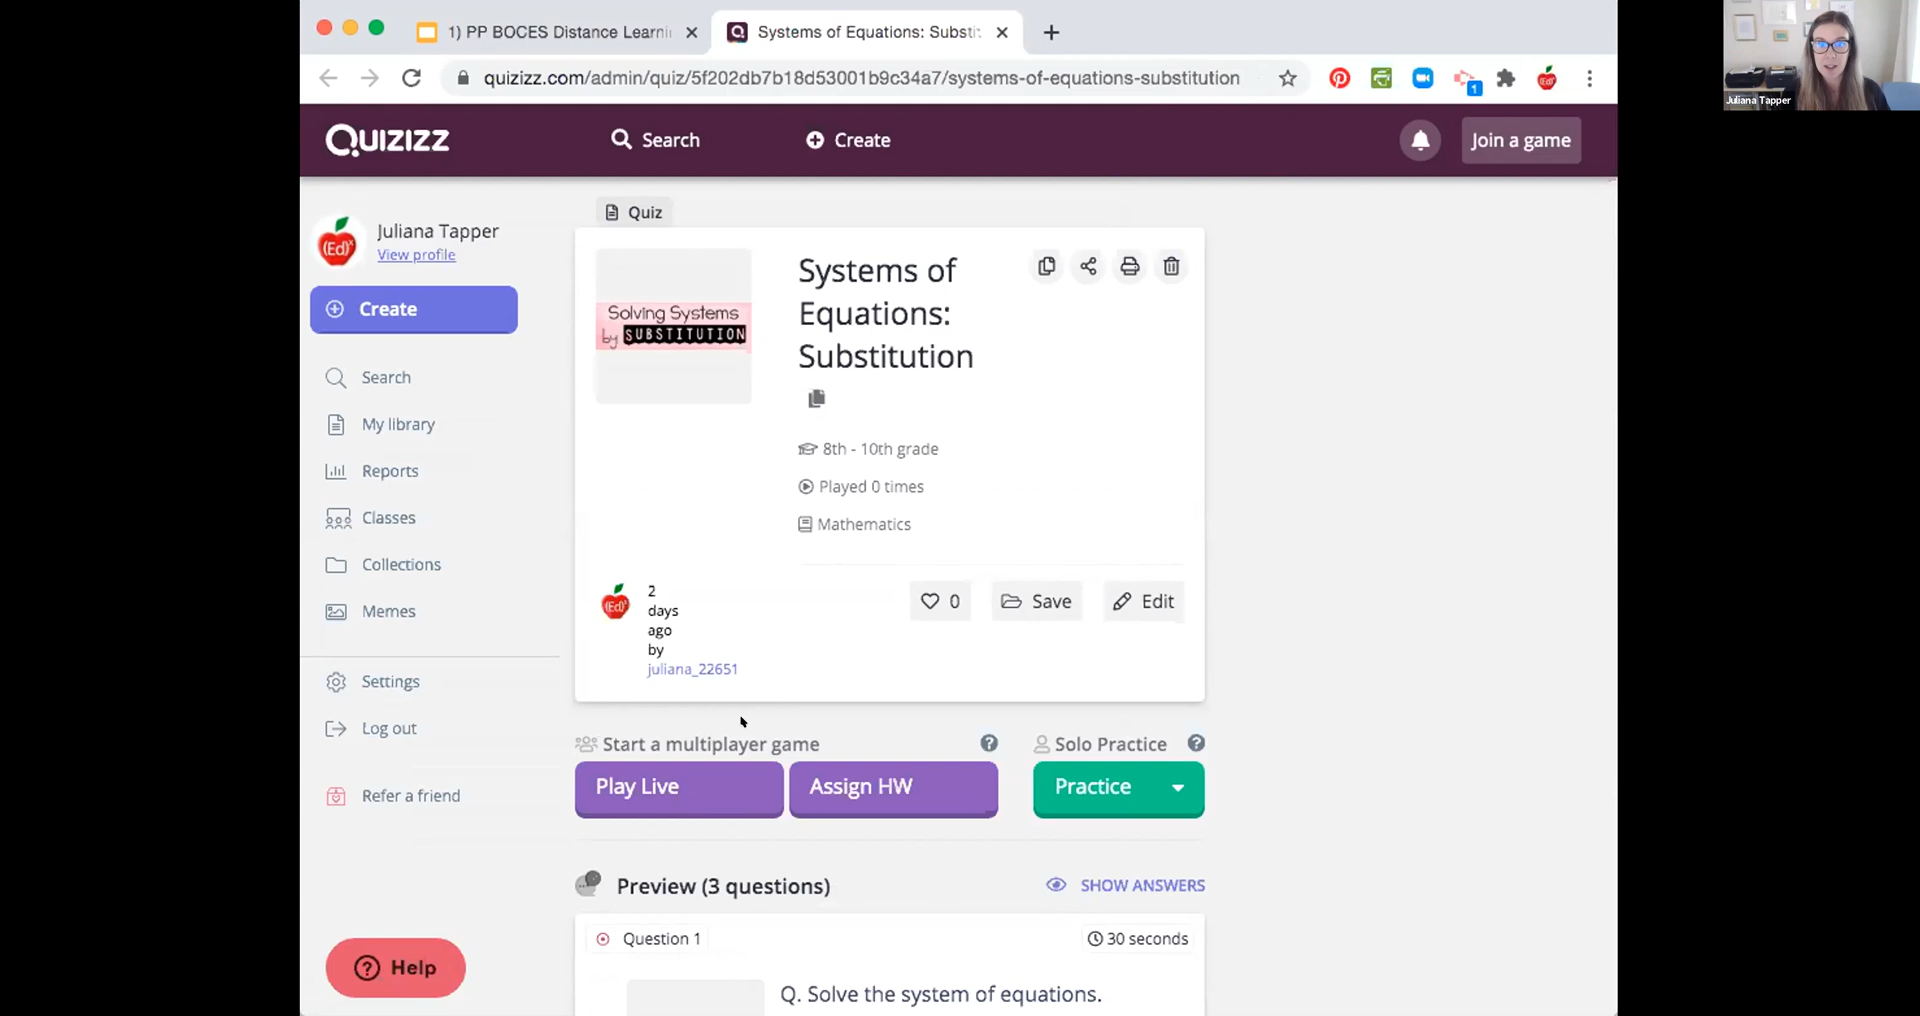 1) PP BOCES Distance Learni
Systems of Equations: Substi
quizizz.com/admin/quiz/5f202db7b18d53001b9c34a7/systems-of-equations-substitution
1
Juliana Tapper
QUIZIZZ
Search
Create
Join a game
(Ed)x
Juliana Tapper
View profile
Create
Search
My library
Reports
Classes
Collections
Memes
Settings
Log out
Refer a friend
Help
Quiz
Solving Systems
by SUBSTITUTION
Systems of
Equations:
Substitution
8th - 10th grade
Played 0 times
Mathematics
2
days
ago
by
juliana_22651
0
Save
Edit
Start a multiplayer game
Solo Practice
Play Live
Assign HW
Practice
Preview (3 questions)
SHOW ANSWERS
Question 1
30 seconds
Q. Solve the system of equations.